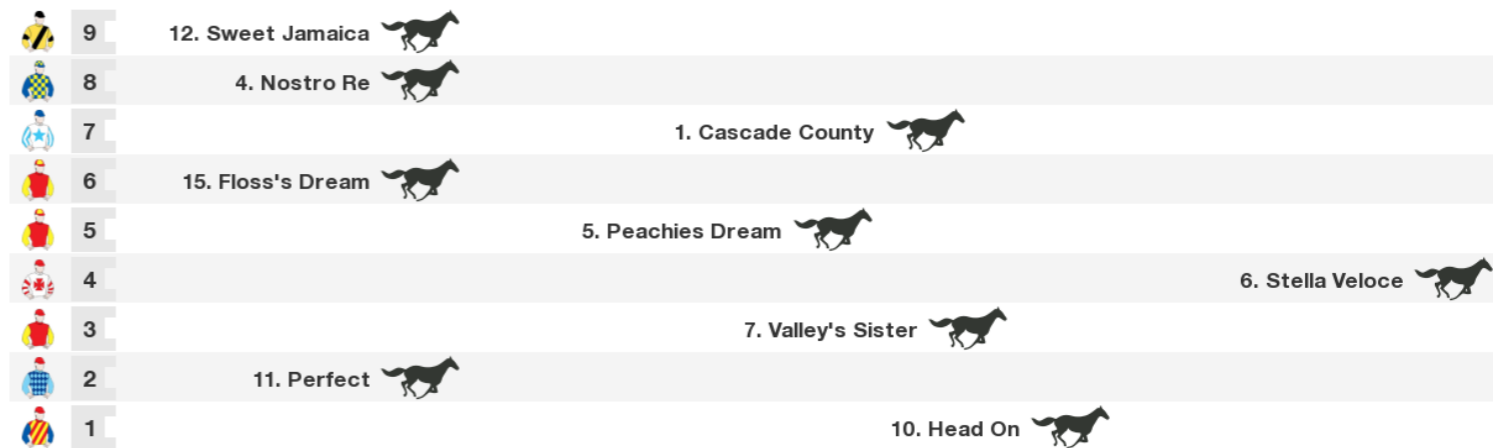 9 12. Sweet Jamaica
8 4. Nostro Re
7 1. Cascade County
6 15. Floss's Dream
5 5. Peachies Dream
4 6. Stella Veloce
3 7. Valley's Sister
2 11. Perfect
1 10. Head On